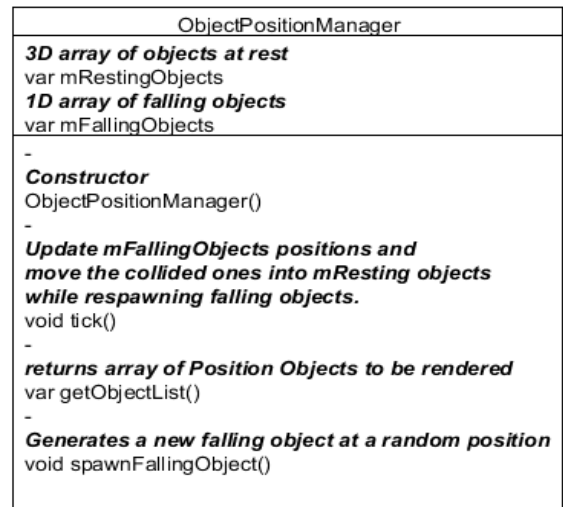 ObjectPositionManager
3D array of objects at rest
var mRestingObjects
1D array of falling objects
var mFallingObjects
-
Constructor
ObjectPositionManager()
-
Update mFallingObjects positions and
move the collided ones into mResting objects
while respawning falling objects.
void tick()
-
returns array of Position Objects to be rendered
var getObjectList()
-
Generates a new falling object at a random position
void spawnFallingObject()